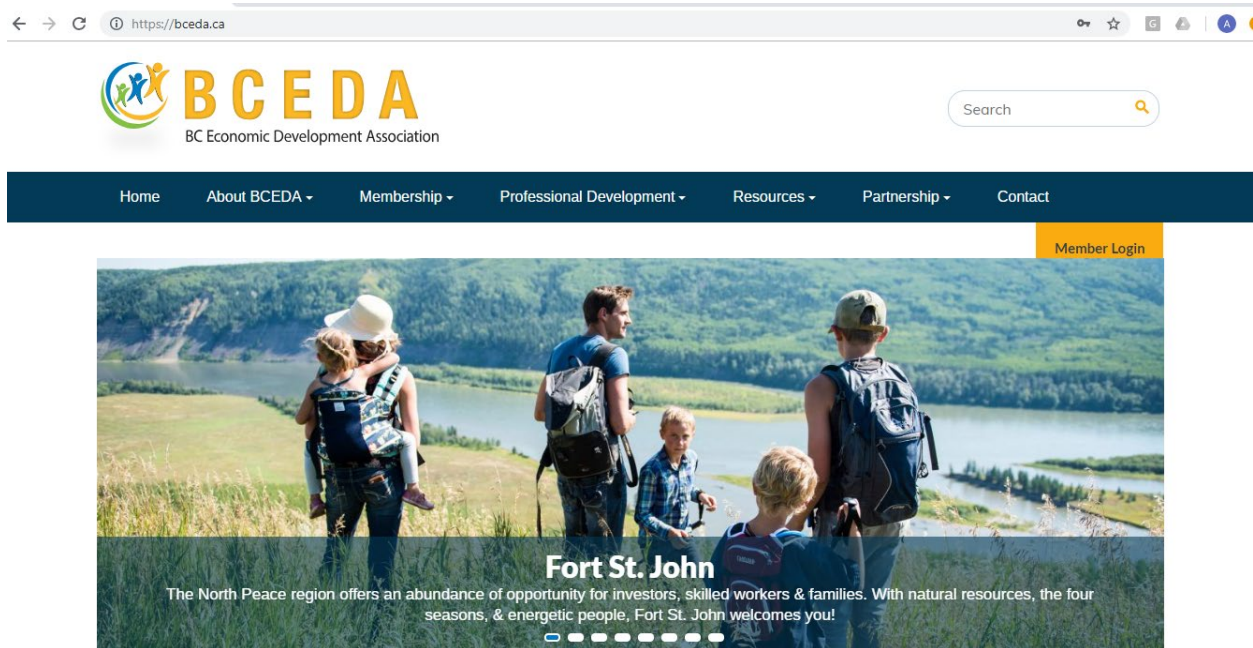 https://bceda.ca
G
A
BCEDA
BC Economic Development Association
Search
Home About BCEDA Membership Professional Development Resources Partnership Contact
Member Login
Fort St. John
The North Peace region offers an abundance of opportunity for investors, skilled workers & families. With natural resources, the four
seasons, & energetic people, Fort St. John welcomes you!